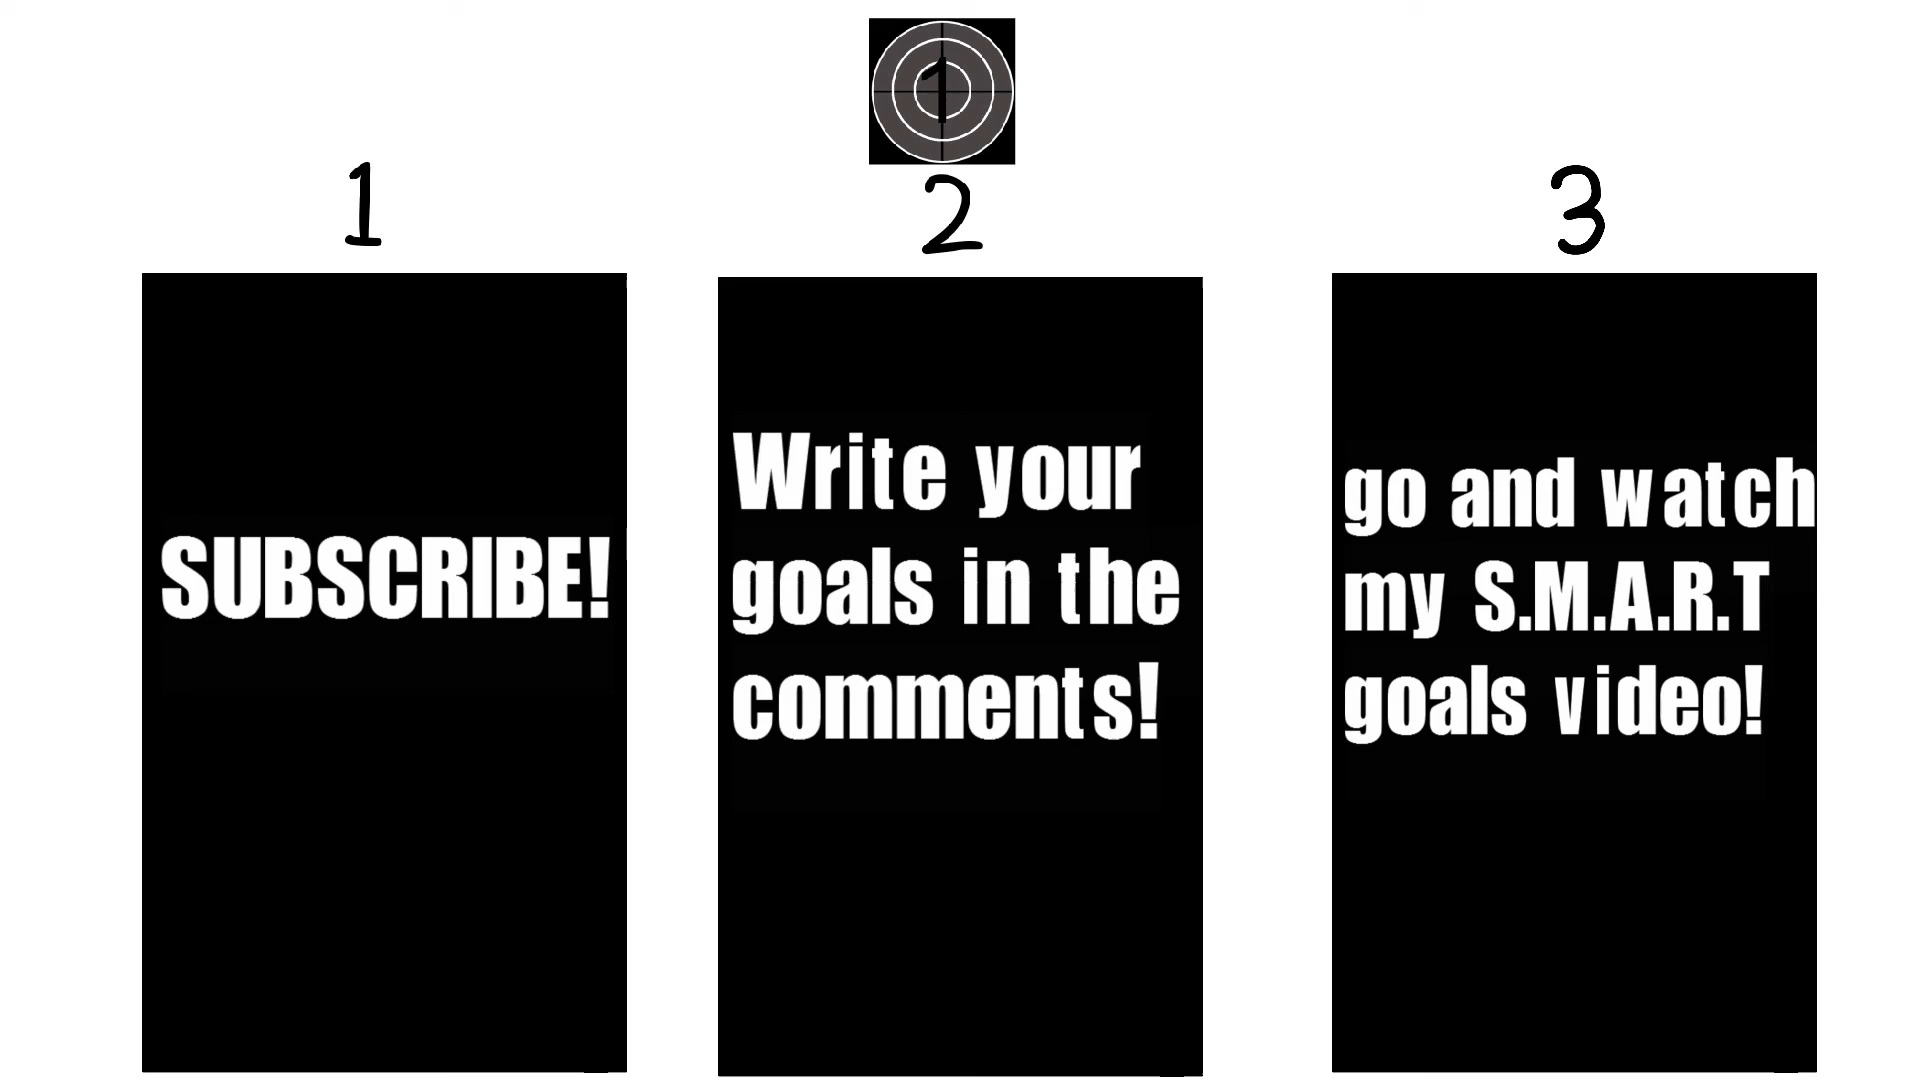 1
1
SUBSCRIBE!
2
Write your
goals in the
comments!
3
go and watch
my S.M.A.R.T
goals video!